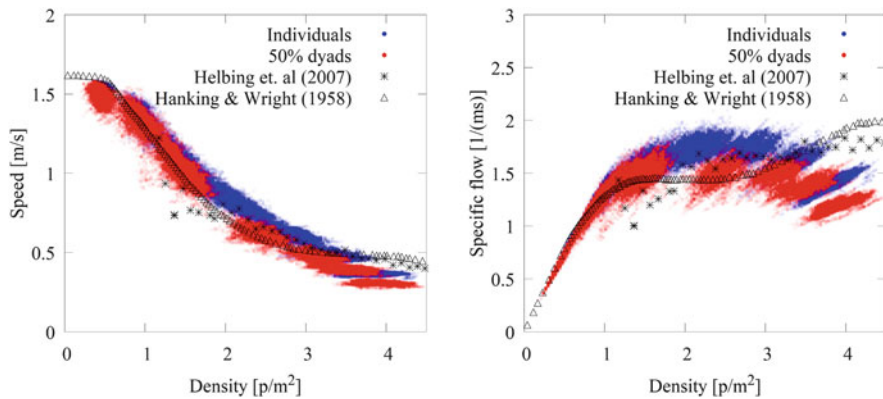 2
1.5
1
0.5
0
0
1
2
3
4
Speed [m/s]
Density [p/m²]
Individuals
50% dyads
Helbing et. al (2007)
Hanking & Wright (1958)
3
2.5
2
1.5
1
0.5
0
0
1
2
3
4
Specific flow [1/(ms)]
Density [p/m²]
Individuals
50% dyads
Helbing et. al (2007)
Hanking & Wright (1958)